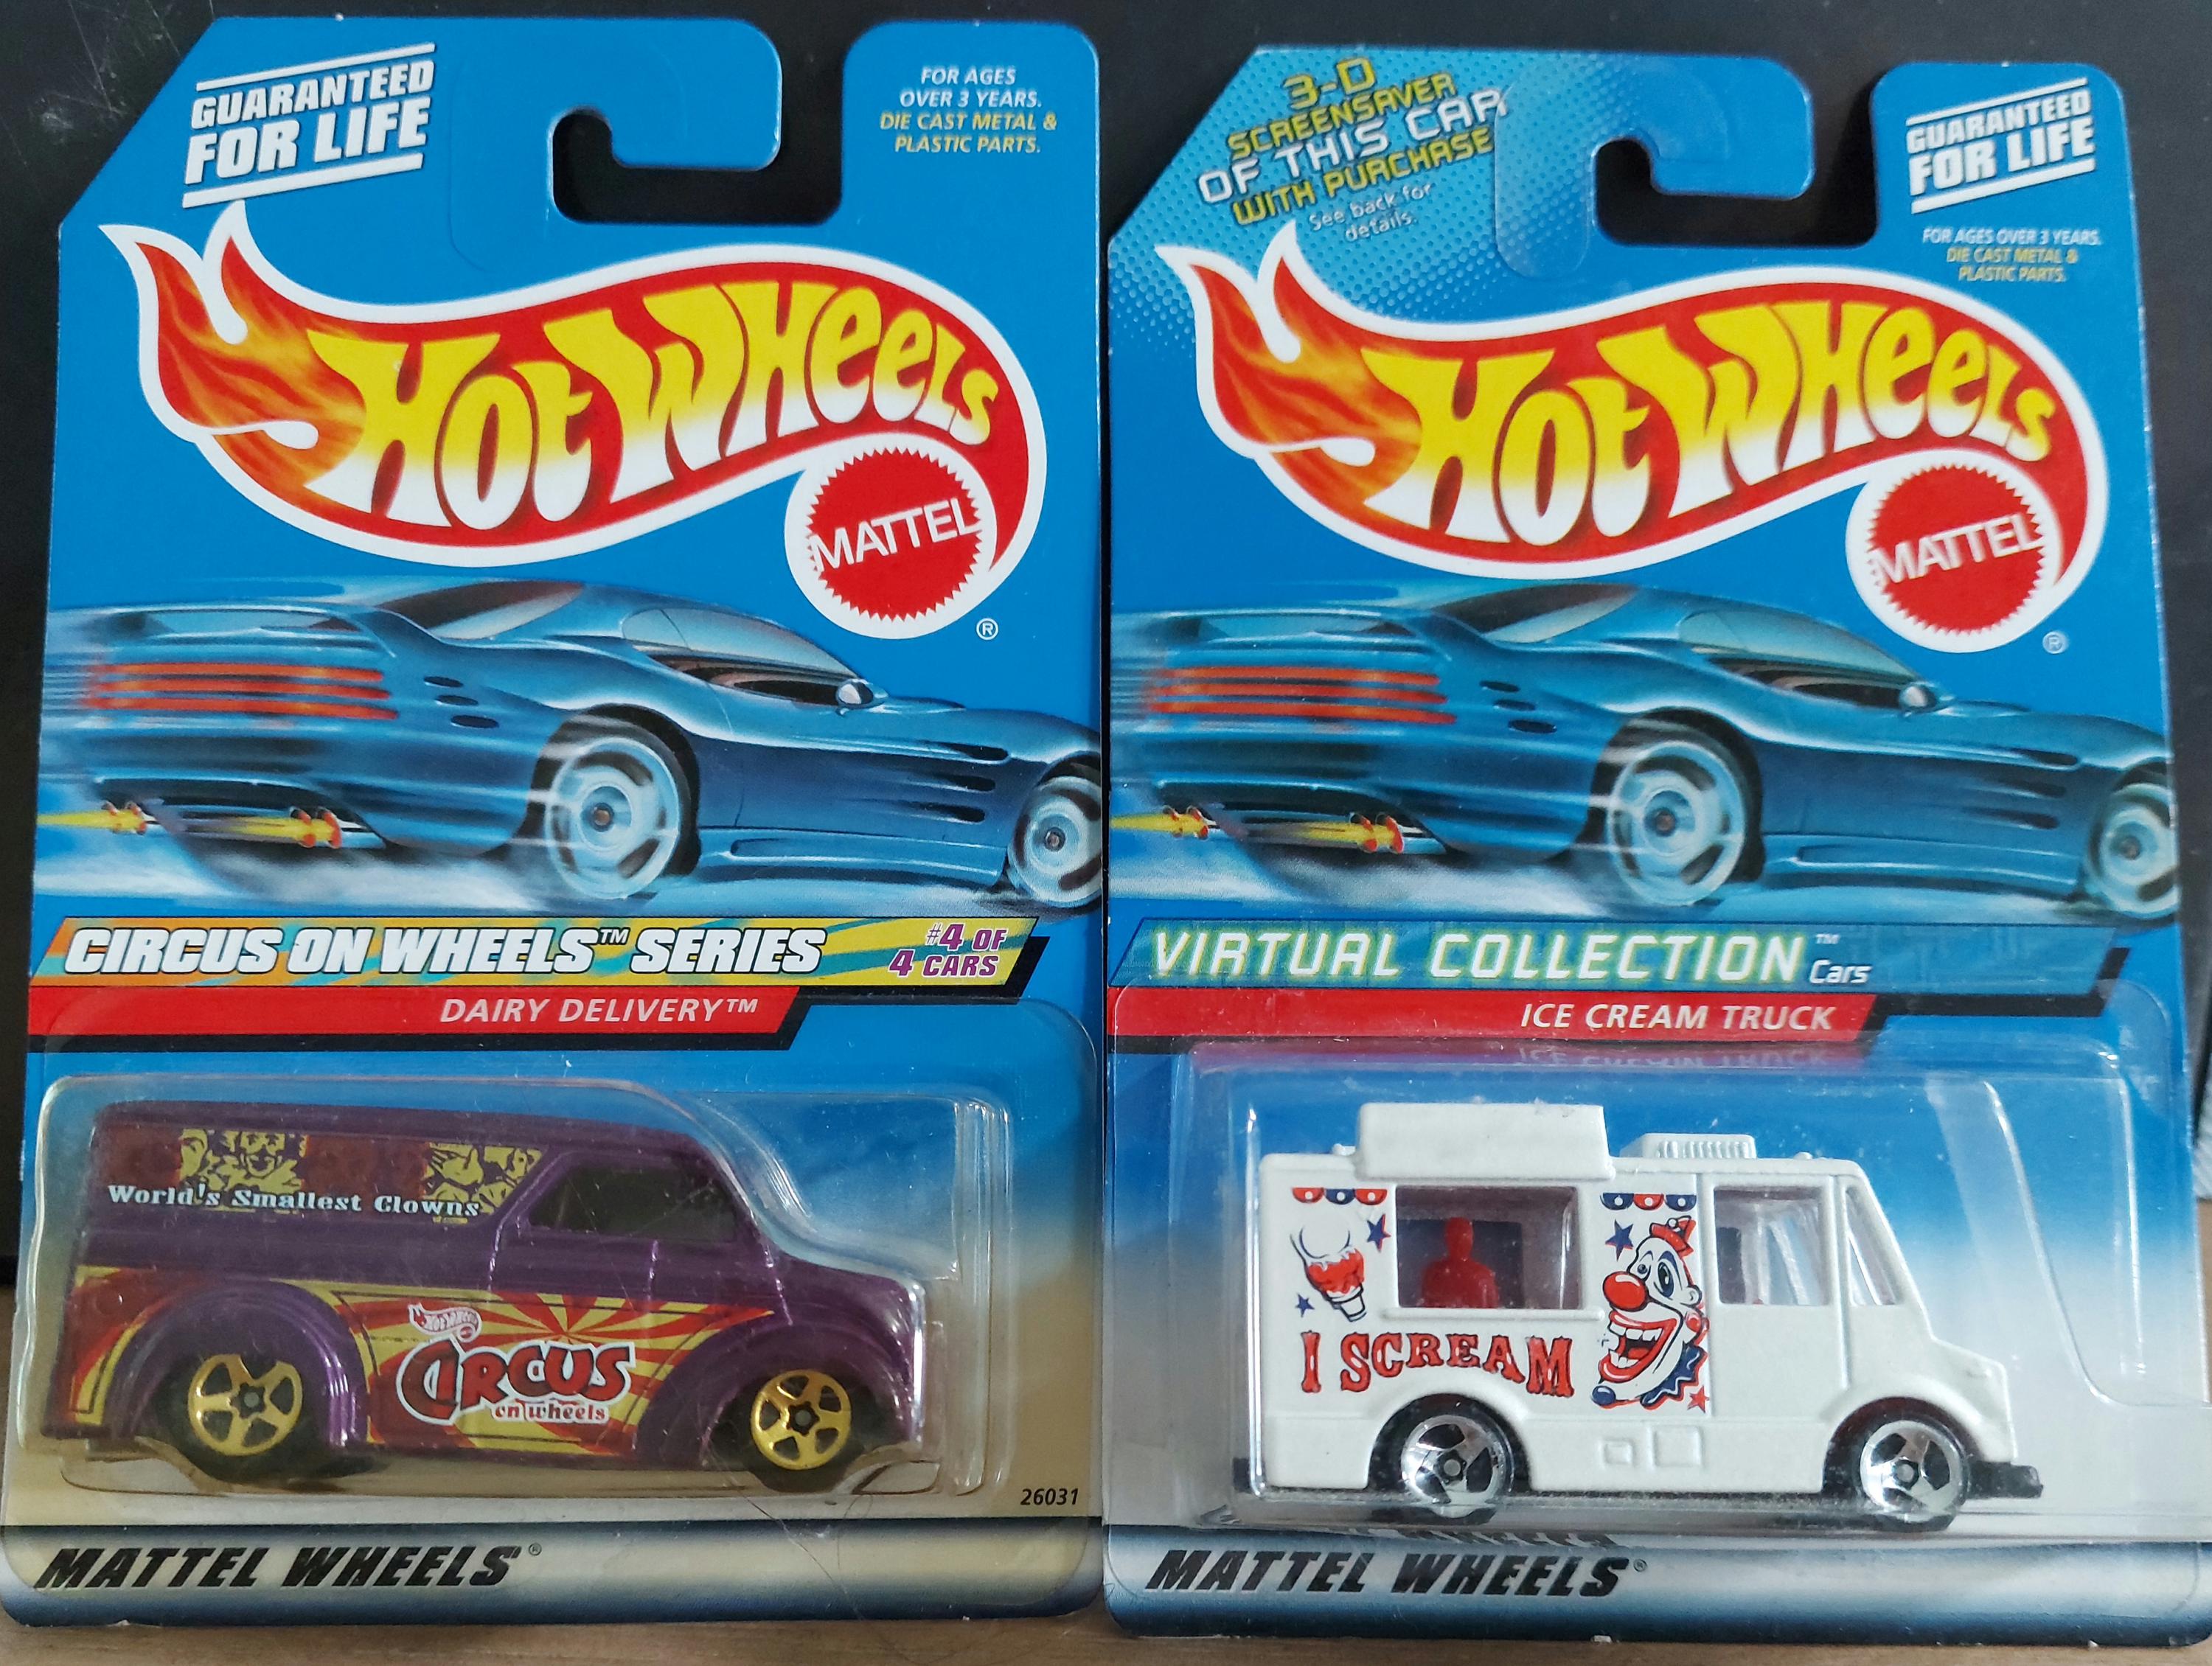 GUARANTEED
FOR LIFE
FOR AGES
OVER 3 YEARS.
DIE CAST METAL &
PLASTIC PARTS.
HOT WHEELS
MATTEL
®
CIRCUS ON WHEELS™ SERIES
#4 OF
4 CARS
DAIRY DELIVERY™
World's Smallest Clowns
HOT WHEELS
CIRCUS
on wheels
26031
MATTEL WHEELS®
3-D
SCREENSAVER
OF THIS CAR
WITH PURCHASE
See back for
details.
GUARANTEED
FOR LIFE
FOR AGES OVER 3 YEARS.
DIE CAST METAL &
PLASTIC PARTS.
HOT WHEELS
MATTEL
®
VIRTUAL COLLECTION™
Cars
ICE CREAM TRUCK
I SCREAM
MATTEL WHEELS®